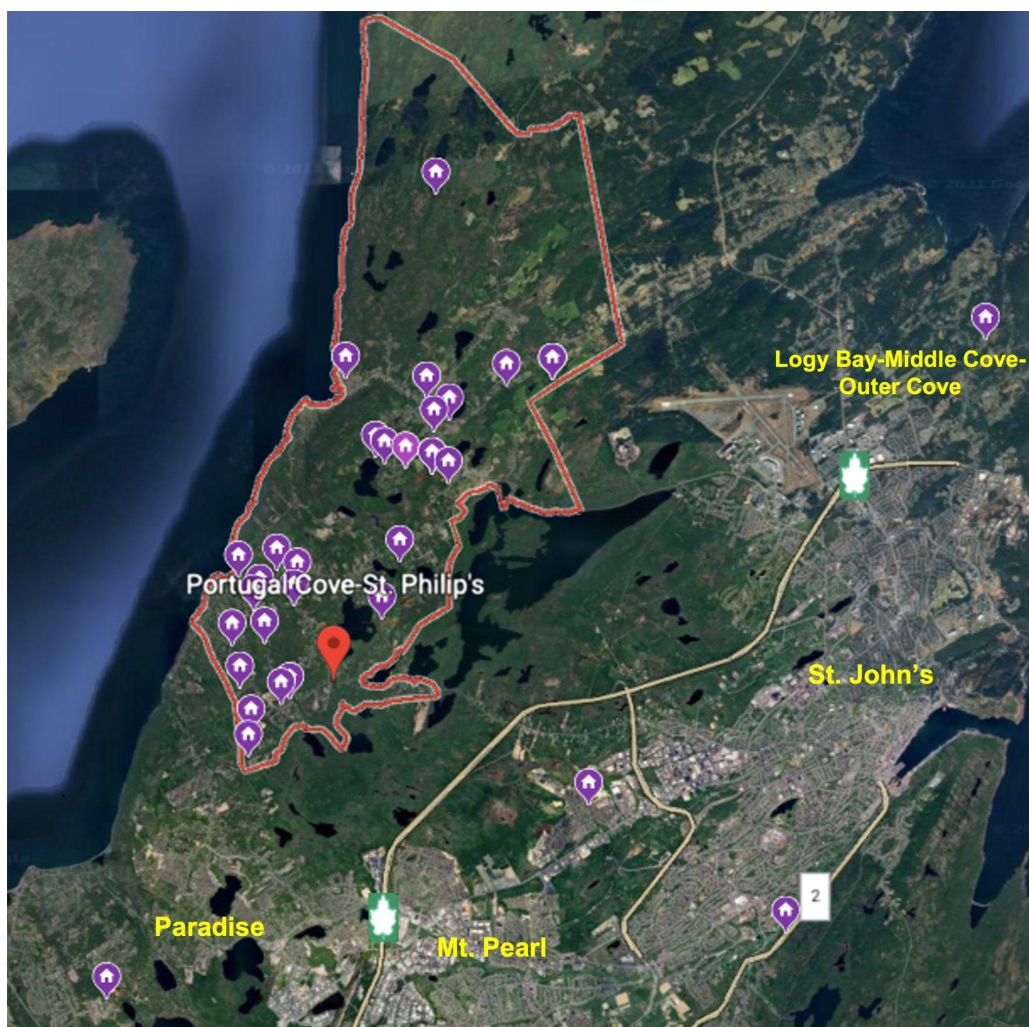 Logy Bay-Middle Cove-
Outer Cove
Portugal Cove-St. Philip's
St. John’s
2
Paradise
Mt. Pearl